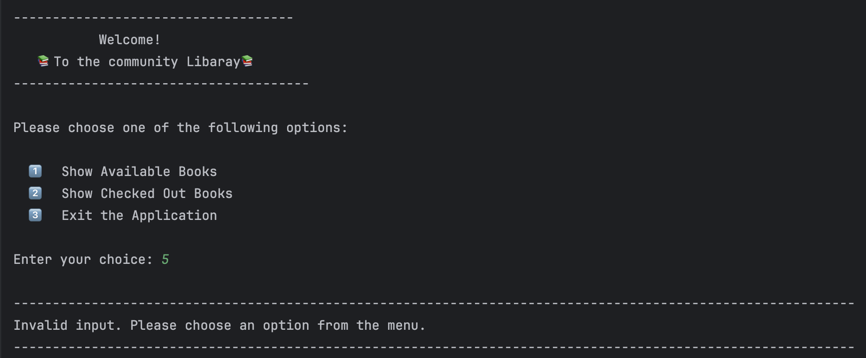 ------------------------------------
Welcome!
📚To the community Libaray📚
--------------------------------------
Please choose one of the following options:
1️⃣ Show Available Books
2️⃣ Show Checked Out Books
3️⃣ Exit the Application
Enter your choice: 5
------------------------------------------------------------------------------------------------------------
Invalid input. Please choose an option from the menu.
------------------------------------------------------------------------------------------------------------